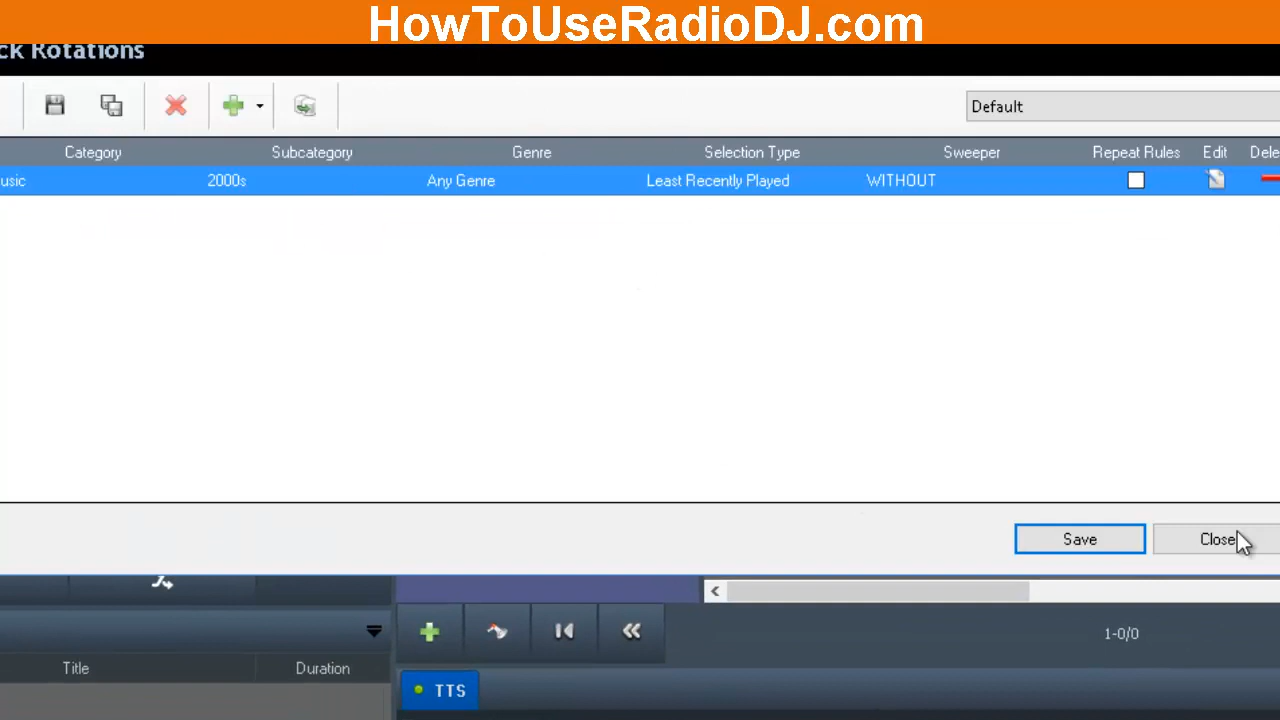 HowToUseRadioDJ.com
ck Rotations
Default
Category Subcategory Genre Selection Type Sweeper Repeat Rules Edit Dele
usic 2000s Any Genre Least Recently Played WITHOUT
Save Close
1-0/0
Title Duration
TTS